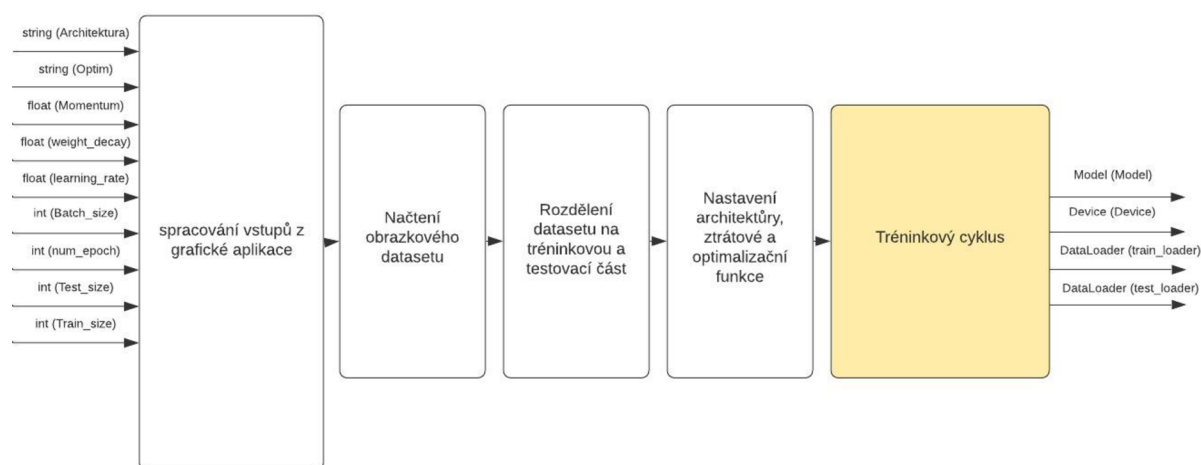 string (Architektura)
string (Optim)
float (Momentum)
float (weight_decay)
float (learning_rate)
int (Batch_size)
int (num_epoch)
int (Test_size)
int (Train_size)
spracování vstupů z
grafické aplikace
Načtení
obrazkového
datasetu
Rozdělení
datasetu na
tréninkovou a
testovací část
Nastavení
architektůry,
ztrátové a
optimalizační
funkce
Tréninkový cyklus
Model (Model)
Device (Device)
DataLoader (train_loader)
DataLoader (test_loader)